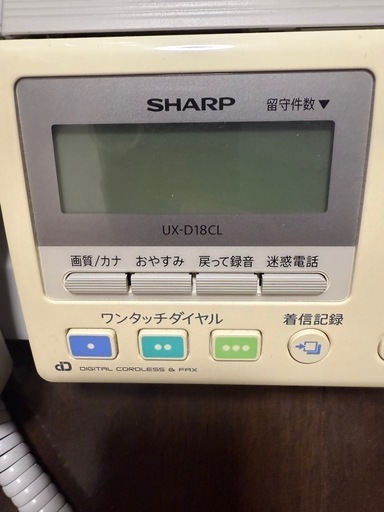 SHARP 留守件数▼
UX-D18CL
画質/カナ おやすみ 戻って録音 迷惑電話
ワンタッチダイヤル 着信記録
DIGITAL CORDLESS & FAX